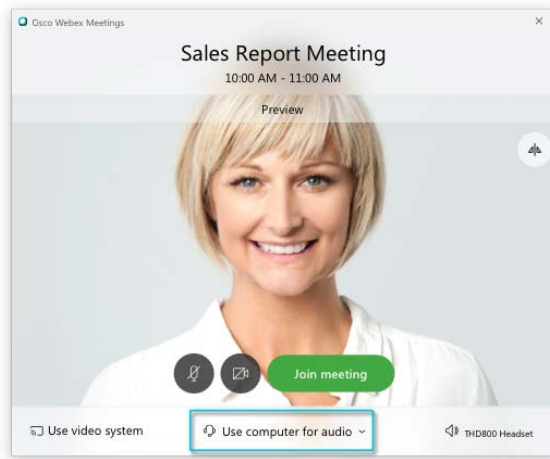 Cisco Webex Meetings
Sales Report Meeting
10:00 AM - 11:00 AM
Preview
Join meeting
Use video system
Use computer for audio
THD800 Headset